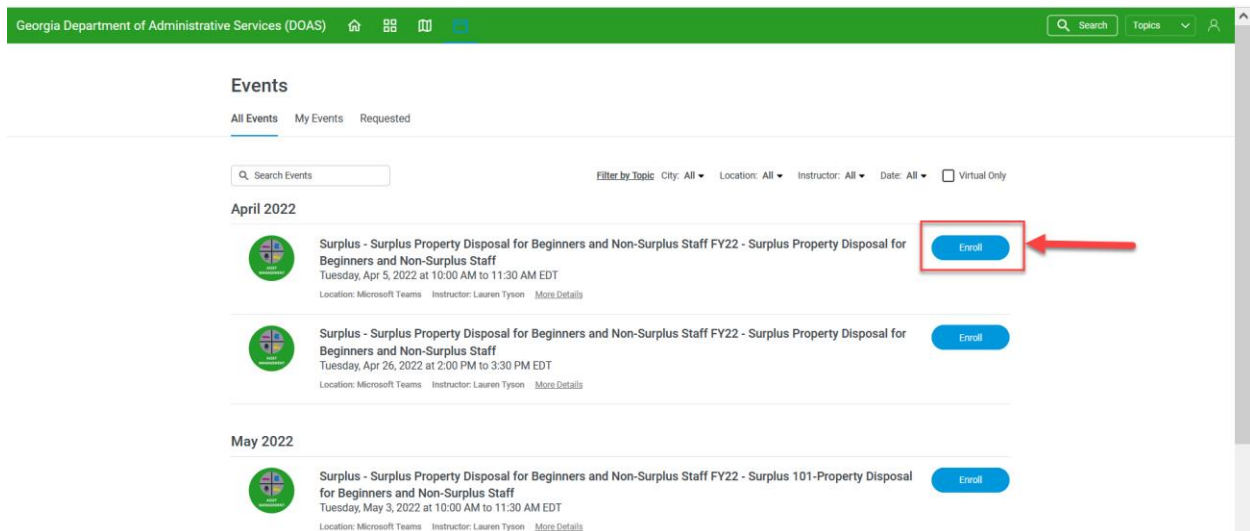 Georgia Department of Administrative Services (DOAS)
Search
Topics
Events
All Events My Events Requested
Search Events
Filter by Topic City: All Location: All Instructor: All Date: All Virtual Only
April 2022
Surplus - Surplus Property Disposal for Beginners and Non-Surplus Staff FY22 - Surplus Property Disposal for
Beginners and Non-Surplus Staff
Tuesday, Apr 5, 2022 at 10:00 AM to 11:30 AM EDT
Location: Microsoft Teams Instructor: Lauren Tyson More Details
Enroll
ASSET
MANAGEMENT
Surplus - Surplus Property Disposal for Beginners and Non-Surplus Staff FY22 - Surplus Property Disposal for
Beginners and Non-Surplus Staff
Tuesday, Apr 26, 2022 at 2:00 PM to 3:30 PM EDT
Location: Microsoft Teams Instructor: Lauren Tyson More Details
Enroll
ASSET
MANAGEMENT
May 2022
Surplus - Surplus Property Disposal for Beginners and Non-Surplus Staff FY22 - Surplus 101-Property Disposal
for Beginners and Non-Surplus Staff
Tuesday, May 3, 2022 at 10:00 AM to 11:30 AM EDT
Location: Microsoft Teams Instructor: Lauren Tyson More Details
Enroll
ASSET
MANAGEMENT